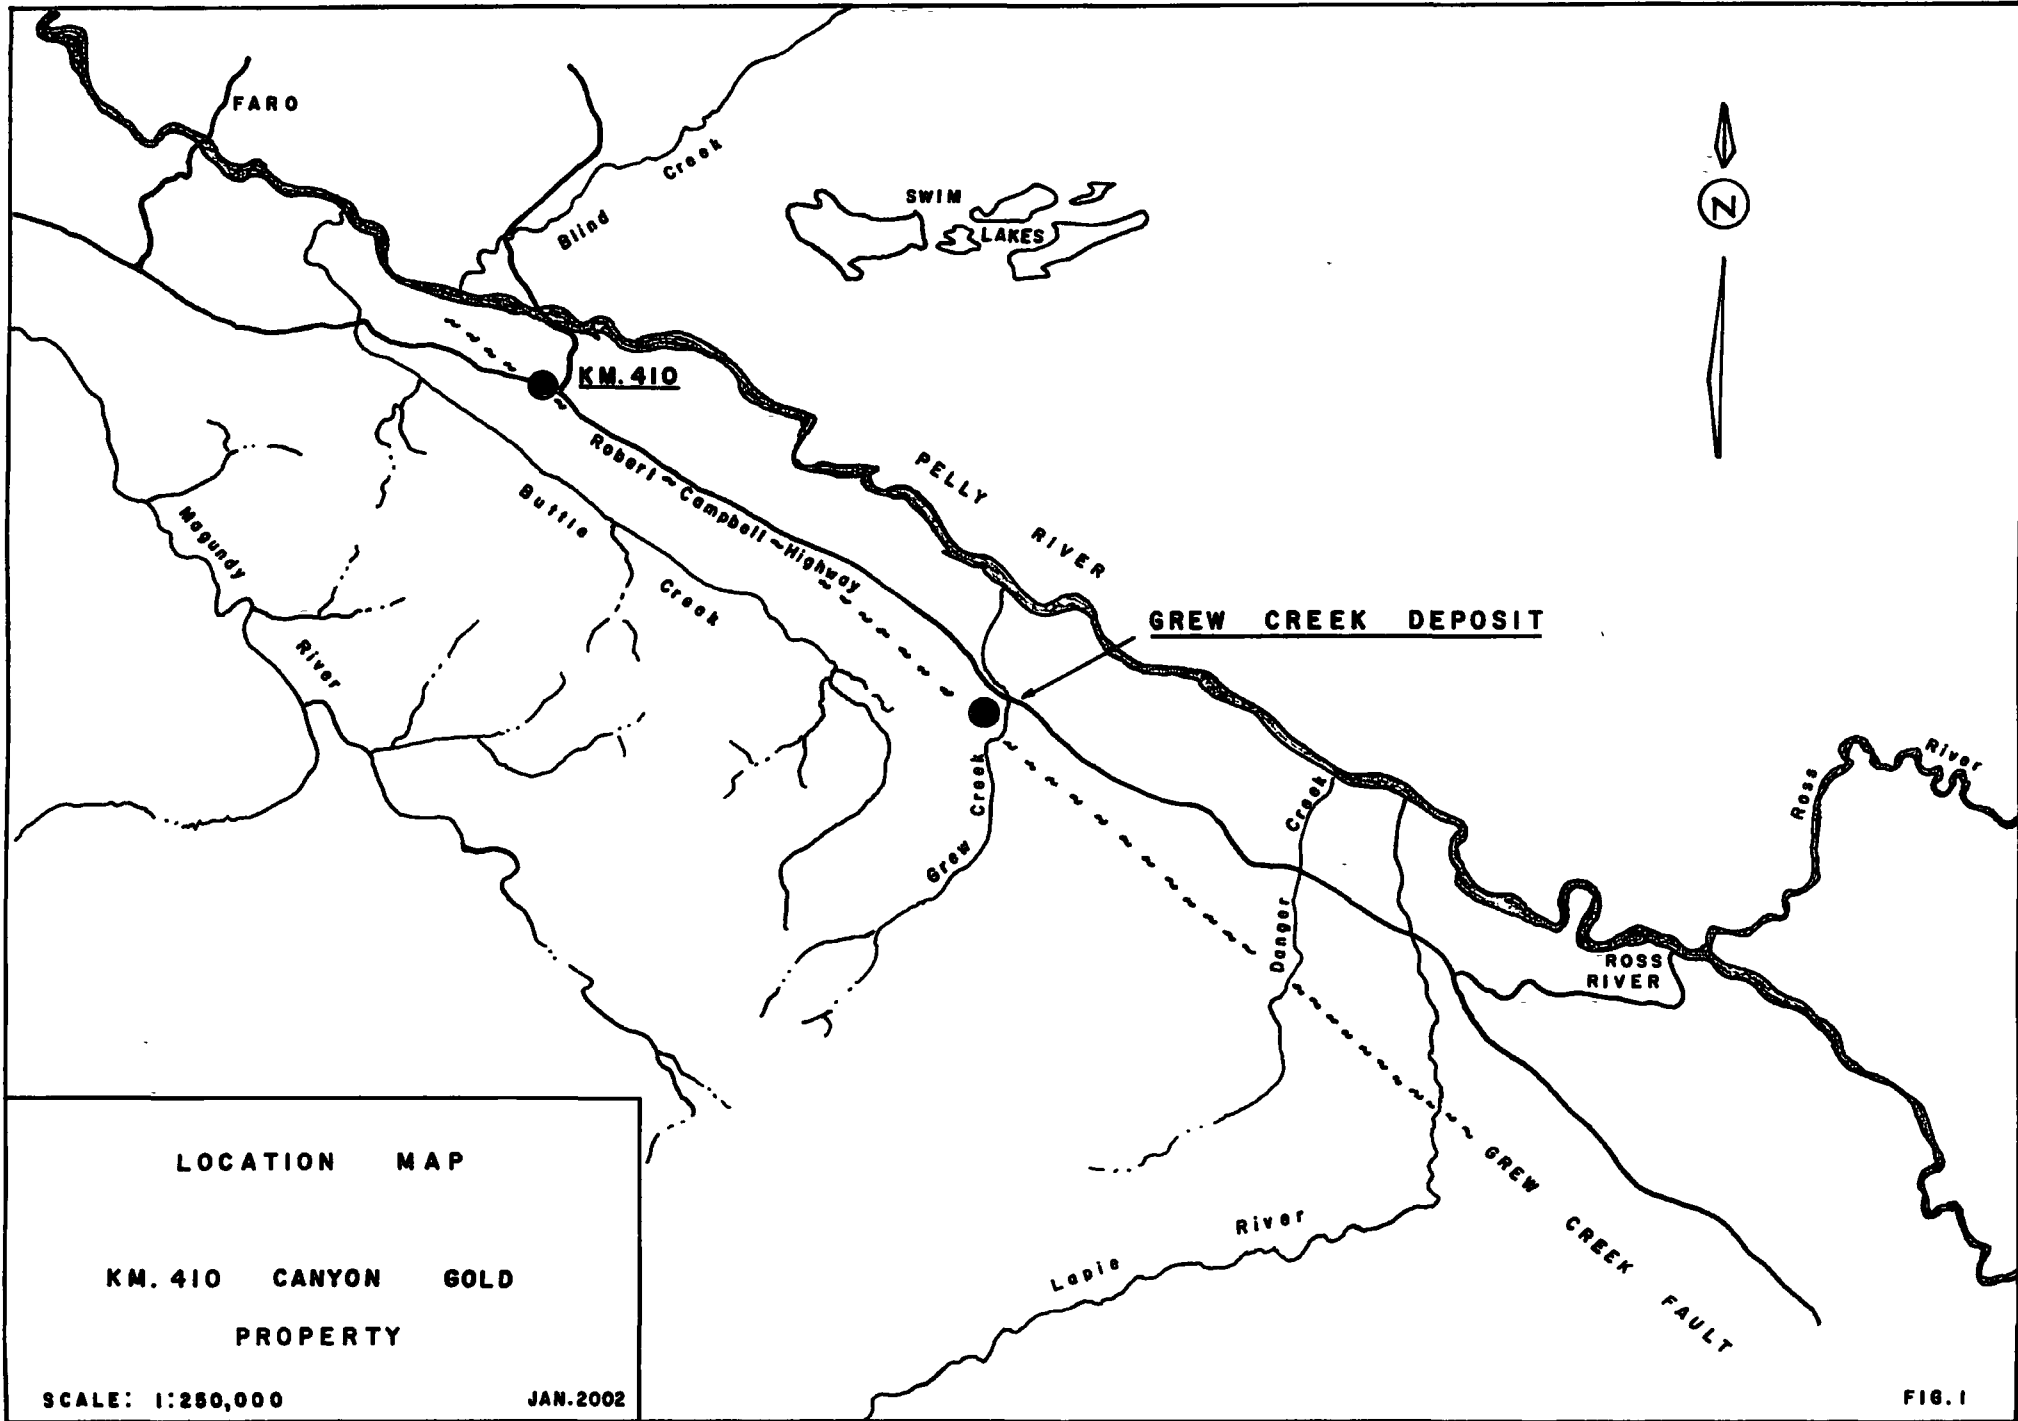 FARO
Blind Creek
SWIM
LAKES
N
KM. 410
Robert ~ Campbell ~ Highway
PELLY RIVER
Buttle Creek
Magundy River
GREW CREEK DEPOSIT
Grew Creek
Danger Creek
Ross River
ROSS
RIVER
Lapie River
GREW CREEK FAULT
LOCATION MAP
KM. 410 CANYON GOLD
PROPERTY
SCALE: 1:250,000 JAN. 2002
FIG. 1